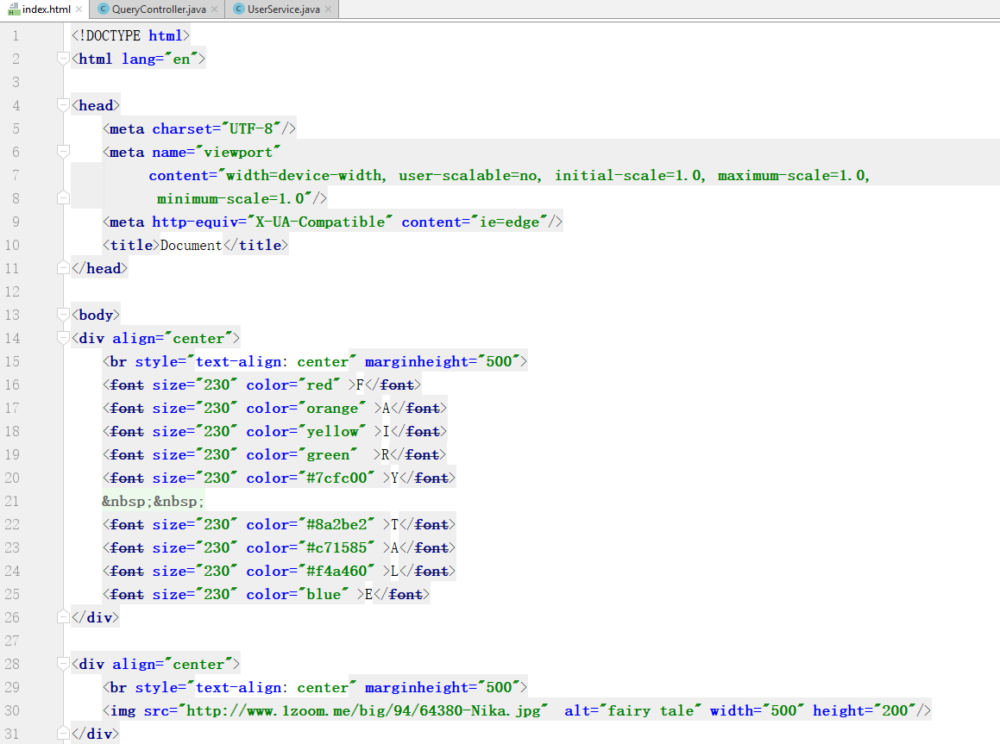 index.html QueryController.java UserService.java
1 <!DOCTYPE html>
2 <html lang="en">
3
4 <head>
5 <meta charset="UTF-8"/>
6 <meta name="viewport"
7 content="width=device-width, user-scalable=no, initial-scale=1.0, maximum-scale=1.0,
8 minimum-scale=1.0"/>
9 <meta http-equiv="X-UA-Compatible" content="ie=edge"/>
10 <title>Document</title>
11 </head>
12
13 <body>
14 <div align="center">
15 <br style="text-align: center" marginheight="500">
16 <font size="230" color="red" >F</font>
17 <font size="230" color="orange" >A</font>
18 <font size="230" color="yellow" >I</font>
19 <font size="230" color="green"  >R</font>
20 <font size="230" color="#7cfc00" >Y</font>
21 &nbsp;&nbsp;
22 <font size="230" color="#8a2be2" >T</font>
23 <font size="230" color="#c71585" >A</font>
24 <font size="230" color="#f4a460" >L</font>
25 <font size="230" color="blue" >E</font>
26 </div>
27
28 <div align="center">
29 <br style="text-align: center" marginheight="500">
30 <img src="http://www.1zoom.me/big/94/64380-Nika.jpg"  alt="fairy tale" width="500" height="200"/>
31 </div>